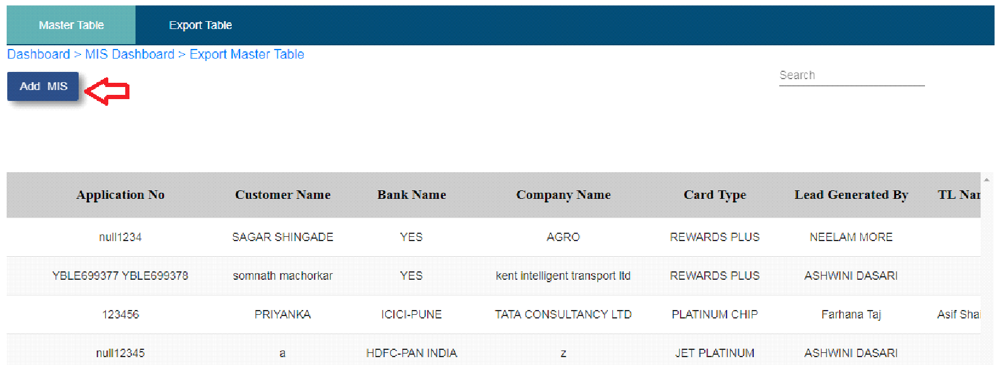 Master Table Export Table
Dashboard > MIS Dashboard > Export Master Table
Add MIS
Search
Application No Customer Name Bank Name Company Name Card Type Lead Generated By TL Nar
null1234 SAGAR SHINGADE YES AGRO REWARDS PLUS NEELAM MORE
YBLE699377 YBLE699378 somnath machorkar YES kent intelligent transport ltd REWARDS PLUS ASHWINI DASARI
123456 PRIYANKA ICICI-PUNE TATA CONSULTANCY LTD PLATINUM CHIP Farhana Taj Asif Shai
null12345 a HDFC-PAN INDIA z JET PLATINUM ASHWINI DASARI